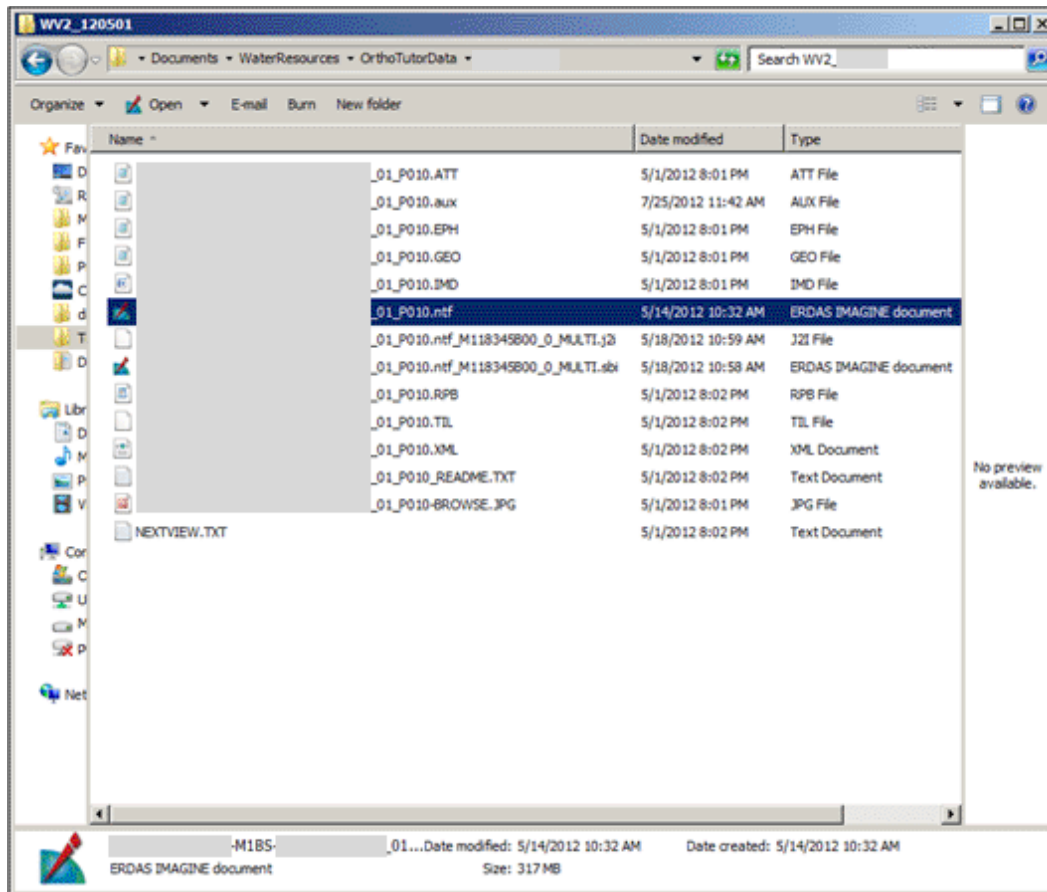 WV2_120501
Documents WaterResources OrthoTutorData Search WV2_
Organize Open E-mail Burn New folder
Name Date modified Type
Fav
D _01_P010.ATT 5/1/2012 8:01 PM ATT File
R _01_P010.aux 7/25/2012 11:42 AM AUX File
M _01_P010.EPH 5/1/2012 8:01 PM EPH File
F _01_P010.GEO 5/1/2012 8:01 PM GEO File
P _01_P010.IMD 5/1/2012 8:01 PM IMD File
C
d _01_P010.ntf 5/14/2012 10:32 AM ERDAS IMAGINE document
T _01_P010.ntf_M118345B00_0_MULTI.j2i 5/18/2012 10:59 AM J2I File
D _01_P010.ntf_M118345B00_0_MULTI.sbi 5/18/2012 10:58 AM ERDAS IMAGINE document
_01_P010.RPB 5/1/2012 8:02 PM RPB File
Libr
D _01_P010.TIL 5/1/2012 8:02 PM TIL File
M _01_P010.XML 5/1/2012 8:02 PM XML Document
P _01_P010_README.TXT 5/1/2012 8:02 PM Text Document
V _01_P010-BROWSE.JPG 5/1/2012 8:01 PM JPG File
NEXTVIEW.TXT 5/1/2012 8:02 PM Text Document
No preview
available.
Con
C
U
M
P
Net
-M1BS- _01...Date modified: 5/14/2012 10:32 AM Date created: 5/14/2012 10:32 AM
ERDAS IMAGINE document Size: 317 MB